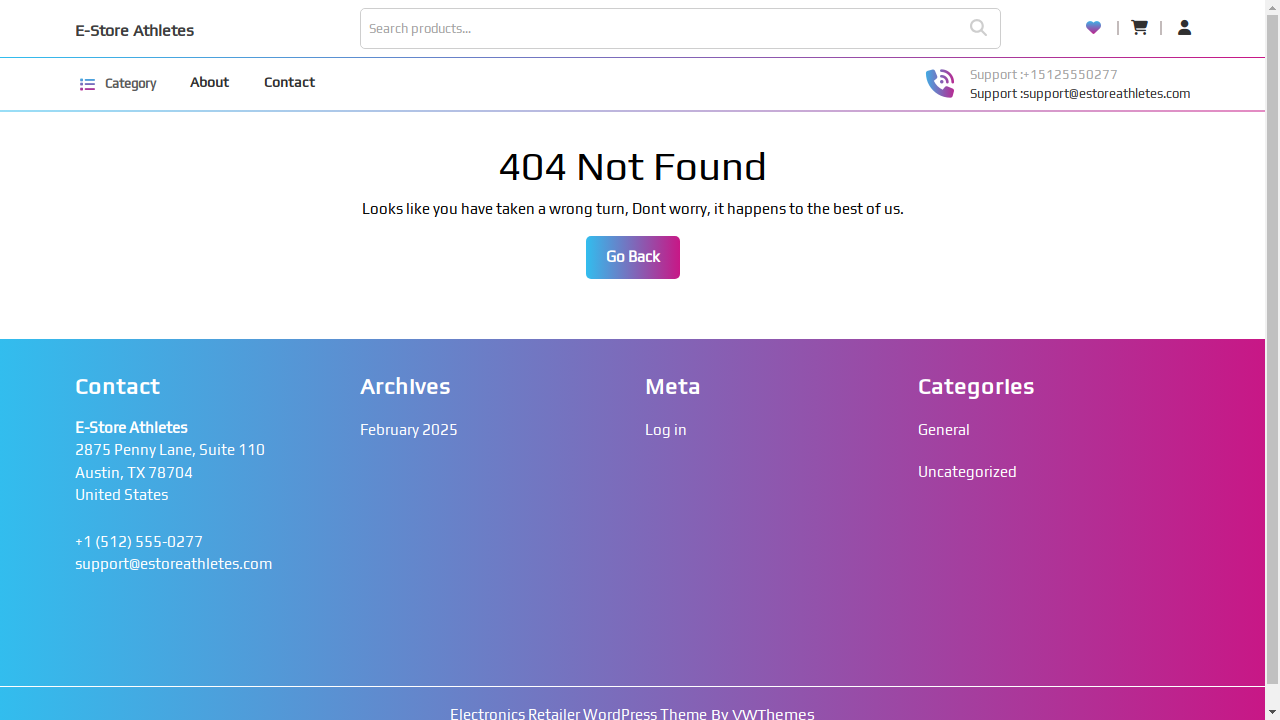 E-Store Athletes
Search products...
Category
About
Contact
Support :+15125550277
Support :support@estoreathletes.com
404 Not Found
Looks like you have taken a wrong turn, Dont worry, it happens to the best of us.
Go Back
Contact
E-Store Athletes
2875 Penny Lane, Suite 110
Austin, TX 78704
United States
+1 (512) 555-0277
support@estoreathletes.com
Archives
February 2025
Meta
Log in
Categories
General
Uncategorized
Electronics Retailer WordPress Theme By VWThemes